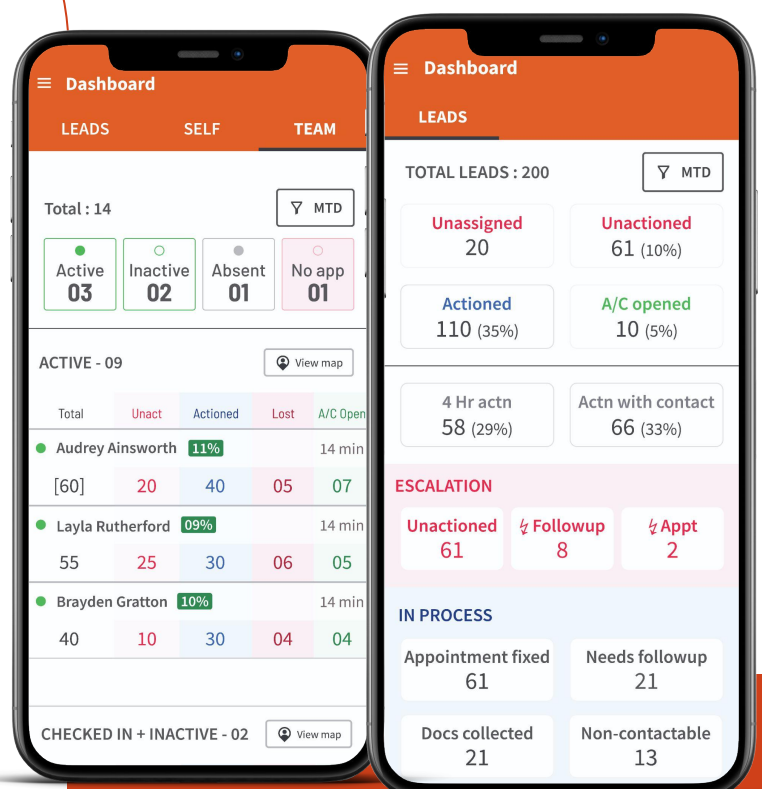 Dashboard
LEADS SELF TEAM
Total : 14
MTD
Active Inactive Absent No app
03 02 01 01
ACTIVE - 09
View map
Total Unact Actioned Lost A/C Open
Audrey Ainsworth 11% 14 min
[60] 20 40 05 07
Layla Rutherford 09% 14 min
55 25 30 06 05
Brayden Gratton 10% 14 min
40 10 30 04 04
CHECKED IN + INACTIVE - 02
View map
Dashboard
LEADS
TOTAL LEADS : 200
MTD
Unassigned Unactioned
20 61 (10%)
Actioned A/C opened
110 (35%) 10 (5%)
4 Hr actn Actn with contact
58 (29%) 66 (33%)
ESCALATION
Unactioned Followup Appt
61 8 2
IN PROCESS
Appointment fixed Needs followup
61 21
Docs collected Non-contactable
21 13